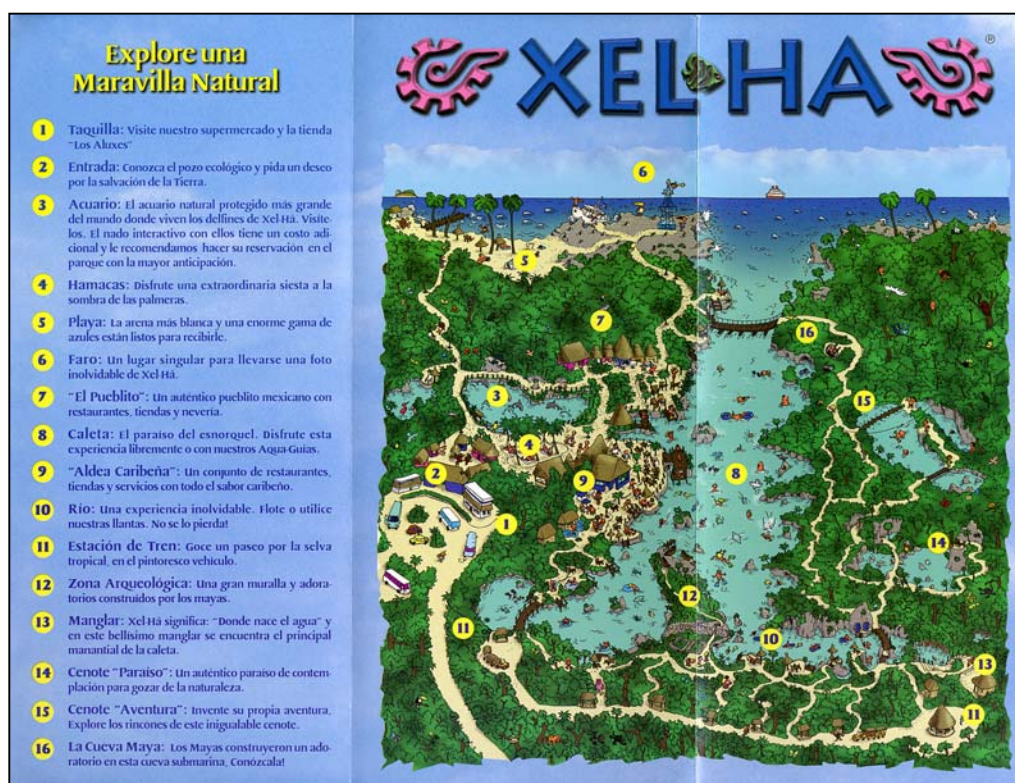 Explore una
Maravilla Natural
XEL-HA
®
1 Taquilla: Visite nuestro supermercado y la tienda
"Los Aluxes"
2 Entrada: Conozca el pozo ecológico y pida un deseo
por la salvación de la Tierra.
3 Acuario: El acuario natural protegido más grande
del mundo donde viven los delfines de Xel-Há. Visíte-
los. El nado interactivo con ellos tiene un costo adi-
cional y le recomendamos hacer su reservación en el
parque con la mayor anticipación.
4 Hamacas: Disfrute una extraordinaria siesta a la
sombra de las palmeras.
5 Playa: La arena más blanca y una enorme gama de
azules están listos para recibirle.
6 Faro: Un lugar singular para llevarse una foto
inolvidable de Xel-Há.
7 "El Pueblito": Un auténtico pueblito mexicano con
restaurantes, tiendas y nevería.
8 Caleta: El paraíso del esnorquel. Disfrute esta
experiencia libremente o con nuestros Aqua-Guías.
9 "Aldea Caribeña": Un conjunto de restaurantes,
tiendas y servicios con todo el sabor caribeño.
10 Río: Una experiencia inolvidable. Flote o utilice
nuestras llantas. No se lo pierda!
11 Estación de Tren: Goce un paseo por la selva
tropical, en el pintoresco vehículo.
12 Zona Arqueológica: Una gran muralla y adora-
torios construidos por los mayas.
13 Manglar: Xel-Há significa: "Donde nace el agua" y
en este bellísimo manglar se encuentra el principal
manantial de la caleta.
14 Cenote "Paraíso": Un auténtico paraíso de contem-
plación para gozar de la naturaleza.
15 Cenote "Aventura": Invente su propia aventura.
Explore los rincones de este inigualable cenote.
16 La Cueva Maya: Los Mayas construyeron un ado-
ratorio en esta cueva submarina, Conózcala!
6
5
7
16
3
15
4
2
9
8
1
14
12
11
10
13
11